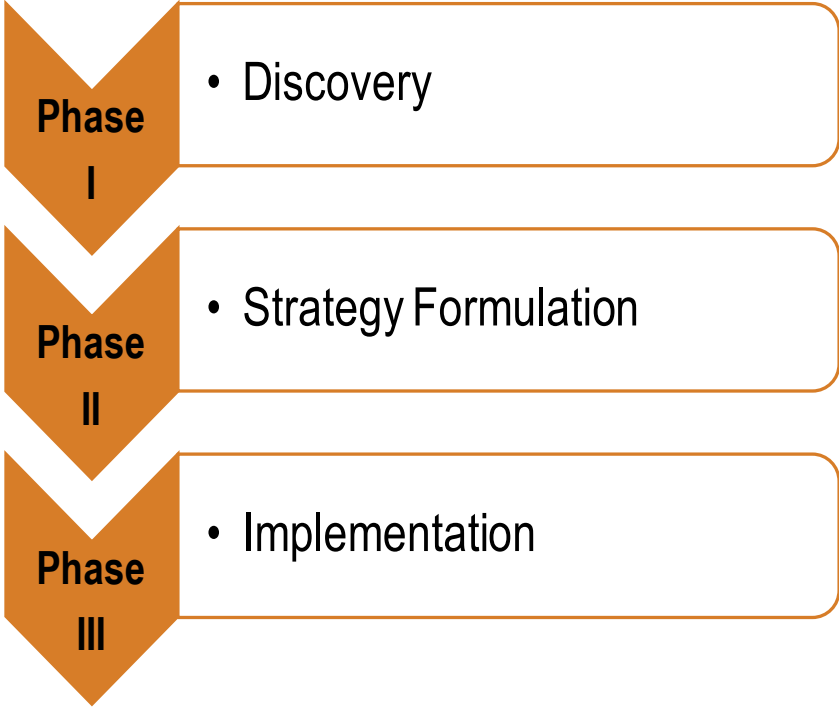 Phase
I
• Discovery
Phase
II
• Strategy Formulation
Phase
III
• Implementation